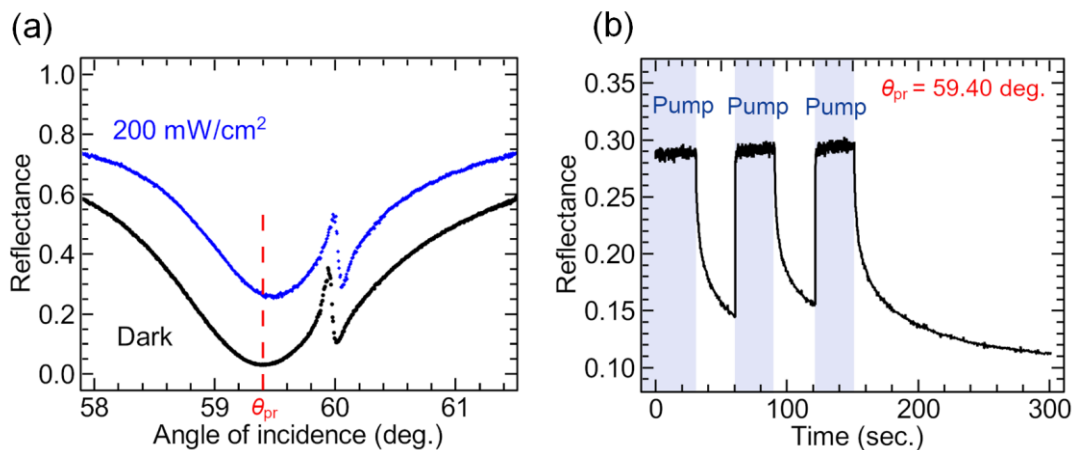 (a)
1.0
0.8
0.6
0.4
0.2
0.0
Reflectance
200 mW/cm²
Dark
58
59
θpr
60
61
Angle of incidence (deg.)
(b)
0.35
0.30
0.25
0.20
0.15
0.10
Reflectance
θpr = 59.40 deg.
Pump
Pump
Pump
0
100
200
300
Time (sec.)